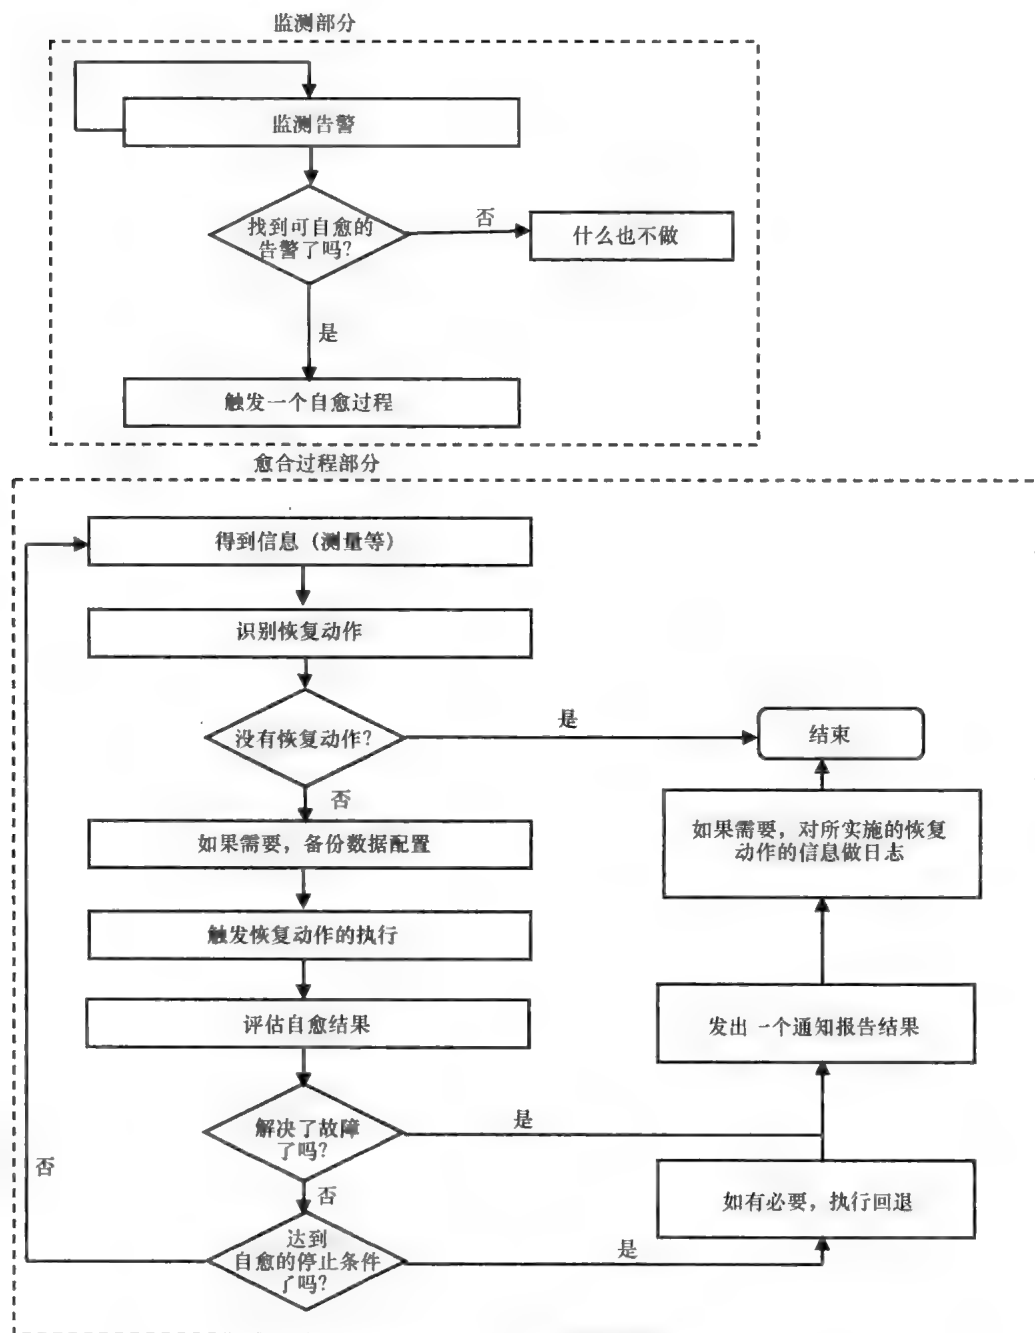 监测部分
监测告警
找到可自愈的
告警了吗?
否
什么也不做
是
触发一个自愈过程
愈合过程部分
得到信息（测量等）
识别恢复动作
没有恢复动作?
是
结束
否
如果需要，备份数据配置
如果需要，对所实施的恢复
动作的信息做日志
触发恢复动作的执行
评估自愈结果
发出一个通知报告结果
解决了故障
了吗?
是
否
否
如有必要，执行回退
达到
自愈的停止条件
了吗?
是